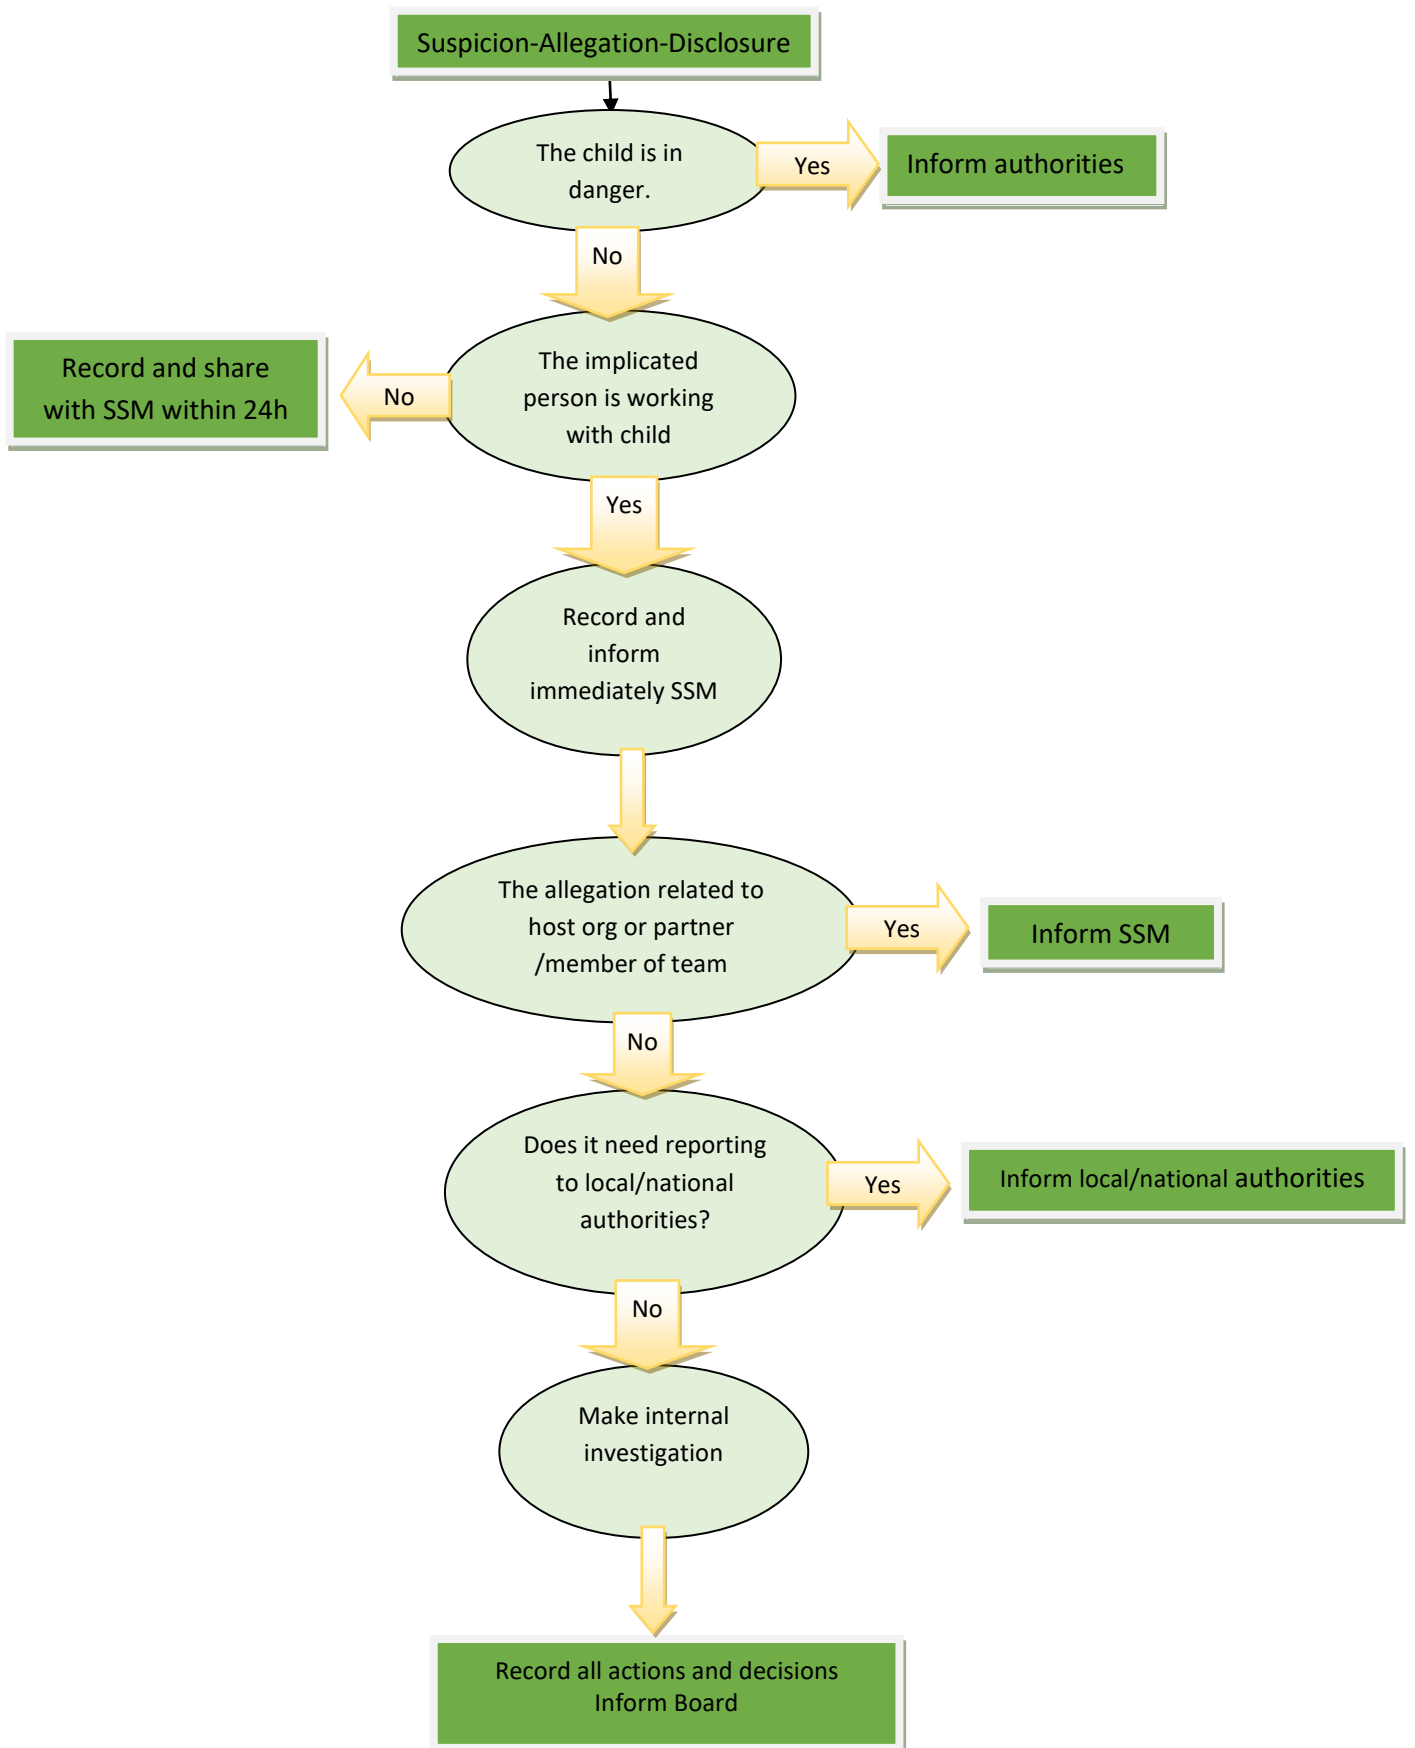 Suspicion-Allegation-Disclosure
The child is in
danger.
Yes
Inform authorities
No
The implicated
person is working
with child
No
Record and share
with SSM within 24h
Yes
Record and
inform
immediately SSM
The allegation related to
host org or partner
/member of team
Yes
Inform SSM
No
Does it need reporting
to local/national
authorities?
Yes
Inform local/national authorities
No
Make internal
investigation
Record all actions and decisions
Inform Board